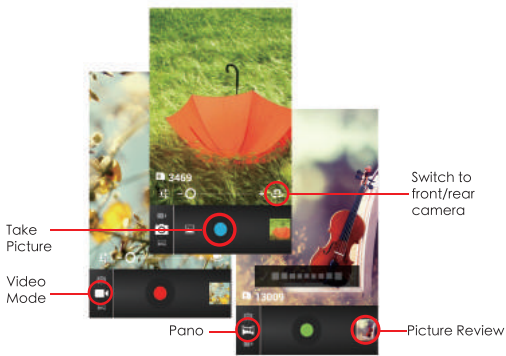 3469
Switch to
front/rear
camera
Take
Picture
Video
Mode
13009
Pano
Picture Review